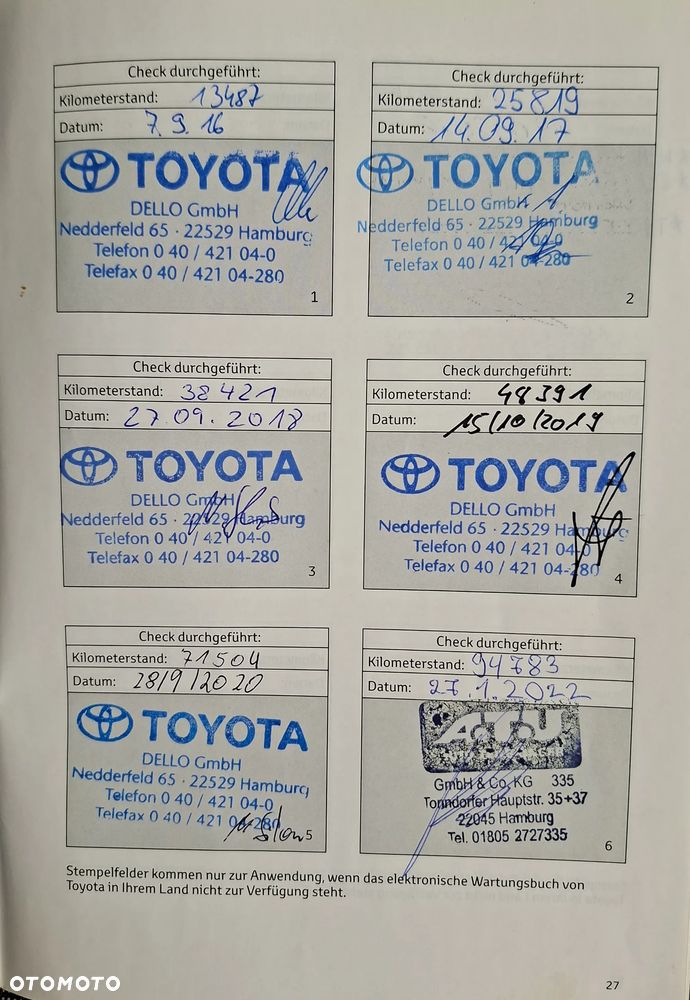 Check durchgeführt:
Kilometerstand: 13487
Datum: 7.9.16
TOYOTA
DELLO GmbH
Nedderfeld 65 · 22529 Hamburg
Telefon 0 40 / 421 04-0
Telefax 0 40 / 421 04-280
1
Check durchgeführt:
Kilometerstand: 25819
Datum: 14.09.17
TOYOTA
DELLO GmbH
Nedderfeld 65 · 22529 Hamburg
Telefon 0 40 / 421 04-0
Telefax 0 40 / 421 04-280
2
Check durchgeführt:
Kilometerstand: 38421
Datum: 27.09.2018
TOYOTA
DELLO GmbH
Nedderfeld 65 · 22529 Hamburg
Telefon 0 40 / 421 04-0
Telefax 0 40 / 421 04-280
3
Check durchgeführt:
Kilometerstand: 48391
Datum: 15/10/2019
TOYOTA
DELLO GmbH
Nedderfeld 65 · 22529 Hamburg
Telefon 0 40 / 421 04-0
Telefax 0 40 / 421 04-280
4
Check durchgeführt:
Kilometerstand: 71504
Datum: 28/9/2020
TOYOTA
DELLO GmbH
Nedderfeld 65 · 22529 Hamburg
Telefon 0 40 / 421 04-0
Telefax 0 40 / 421 04-280
5
Check durchgeführt:
Kilometerstand: 94783
Datum: 27.1.2022
ATU
GmbH & Co. KG 335
Tonndorfer Hauptstr. 35+37
22045 Hamburg
Tel. 01805 2727335
6
Stempelfelder kommen nur zur Anwendung, wenn das elektronische Wartungsbuch von
Toyota in Ihrem Land nicht zur Verfügung steht.
27
OTOMOTO